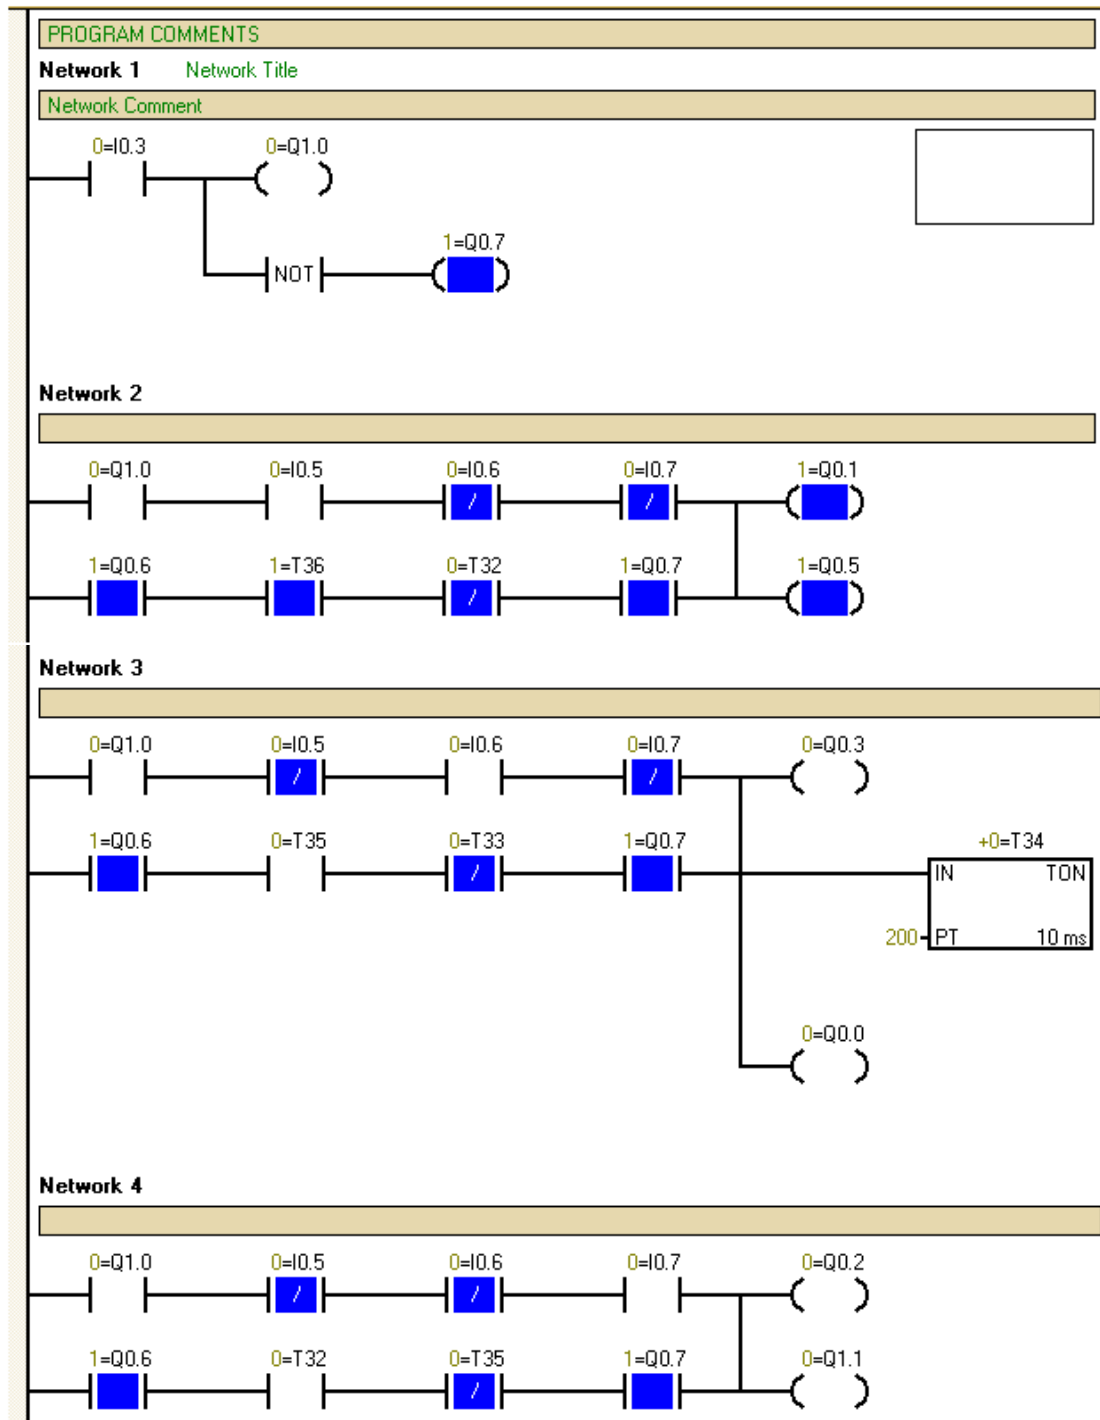 PROGRAM COMMENTS
Network 1 Network Title
Network Comment
0=I0.3 0=Q1.0
1=Q0.7
NOT
Network 2
0=Q1.0 0=I0.5 0=I0.6 0=I0.7 1=Q0.1
/ /
1=Q0.6 1=T36 0=T32 1=Q0.7 1=Q0.5
/
Network 3
0=Q1.0 0=I0.5 0=I0.6 0=I0.7 0=Q0.3
/ /
1=Q0.6 0=T35 0=T33 1=Q0.7 +0=T34
/ IN TON
200 PT 10 ms
0=Q0.0
Network 4
0=Q1.0 0=I0.5 0=I0.6 0=I0.7 0=Q0.2
/ /
1=Q0.6 0=T32 0=T35 1=Q0.7 0=Q1.1
/